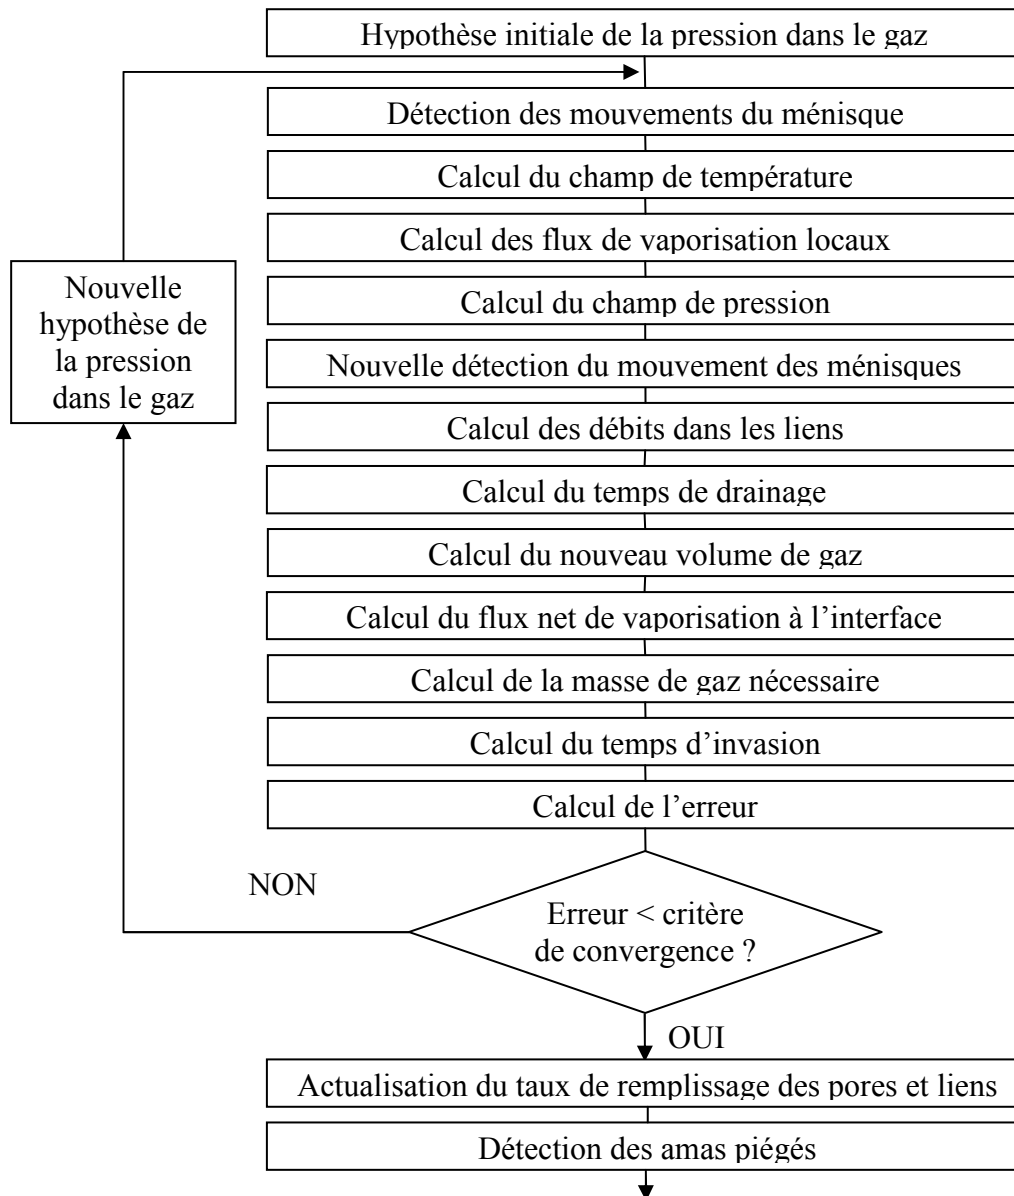 Hypothèse initiale de la pression dans le gaz
Détection des mouvements du ménisque
Calcul du champ de température
Calcul des flux de vaporisation locaux
Calcul du champ de pression
Nouvelle détection du mouvement des ménisques
Calcul des débits dans les liens
Calcul du temps de drainage
Calcul du nouveau volume de gaz
Calcul du flux net de vaporisation à l’interface
Calcul de la masse de gaz nécessaire
Calcul du temps d’invasion
Calcul de l’erreur
Nouvelle
hypothèse de
la pression
dans le gaz
NON
Erreur < critère
de convergence ?
OUI
Actualisation du taux de remplissage des pores et liens
Détection des amas piégés